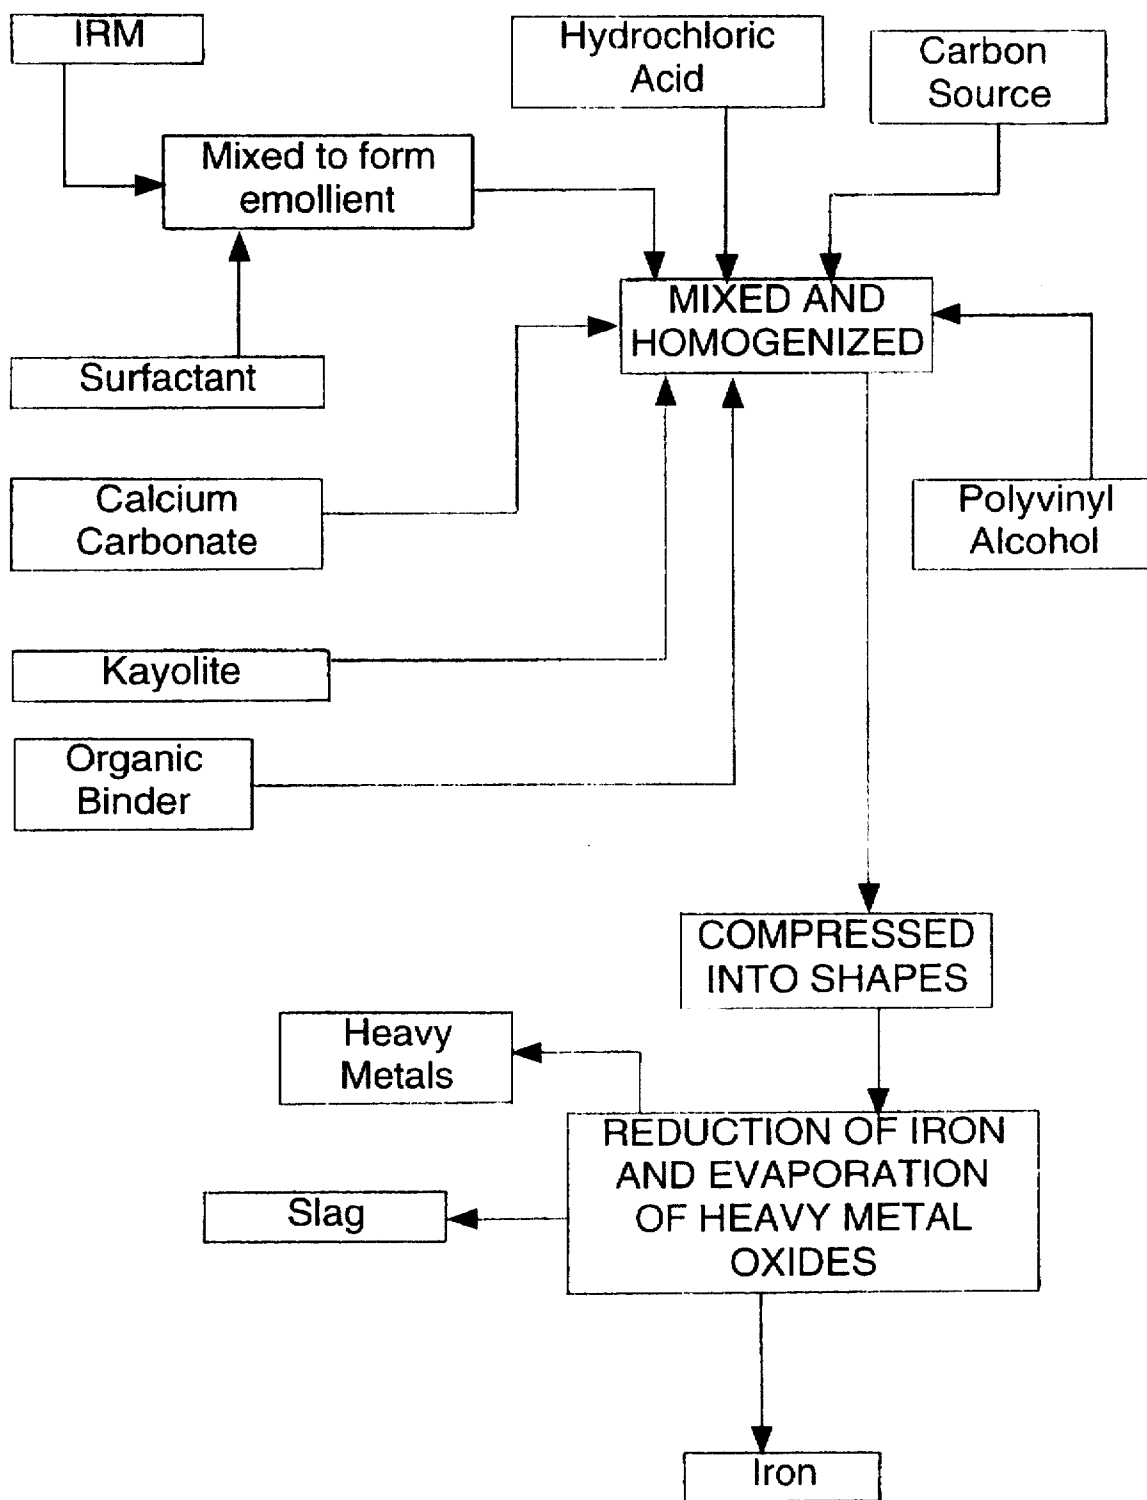 IRM
Hydrochloric
Acid
Carbon
Source
Mixed to form
emollient
MIXED AND
HOMOGENIZED
Surfactant
Calcium
Carbonate
Polyvinyl
Alcohol
Kayolite
Organic
Binder
COMPRESSED
INTO SHAPES
Heavy
Metals
REDUCTION OF IRON
AND EVAPORATION
OF HEAVY METAL
OXIDES
Slag
Iron